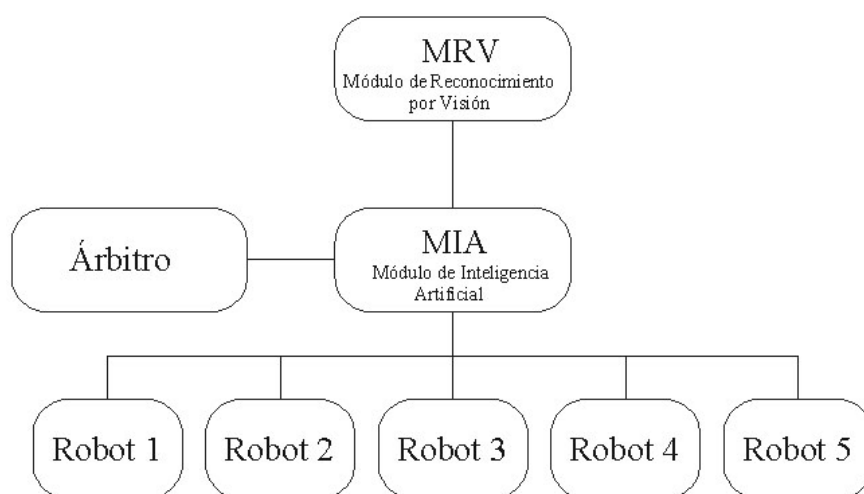 MRV
Módulo de Reconocimiento
por Visión
Árbitro
MIA
Módulo de Inteligencia
Artificial
Robot 1
Robot 2
Robot 3
Robot 4
Robot 5